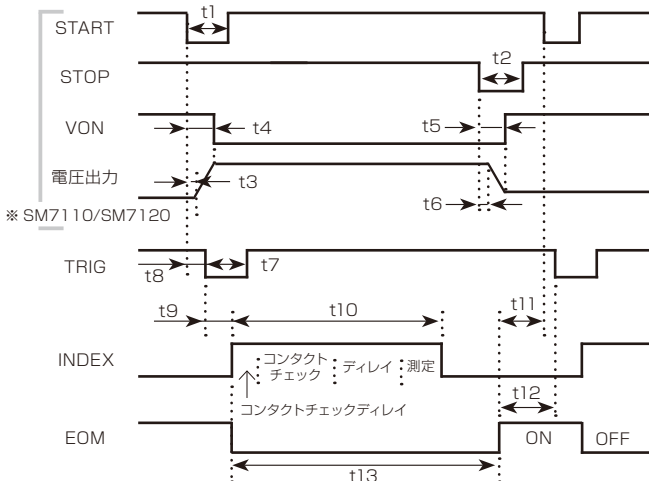 START
t1
STOP
t2
VON
t4
t5
電圧出力
t3
t6
※ SM7110/SM7120
TRIG
t8
t7
t9
t10
t11
INDEX
コンタクト
チェック
ディレイ
測定
コンタクトチェックディレイ
t12
EOM
ON
OFF
t13